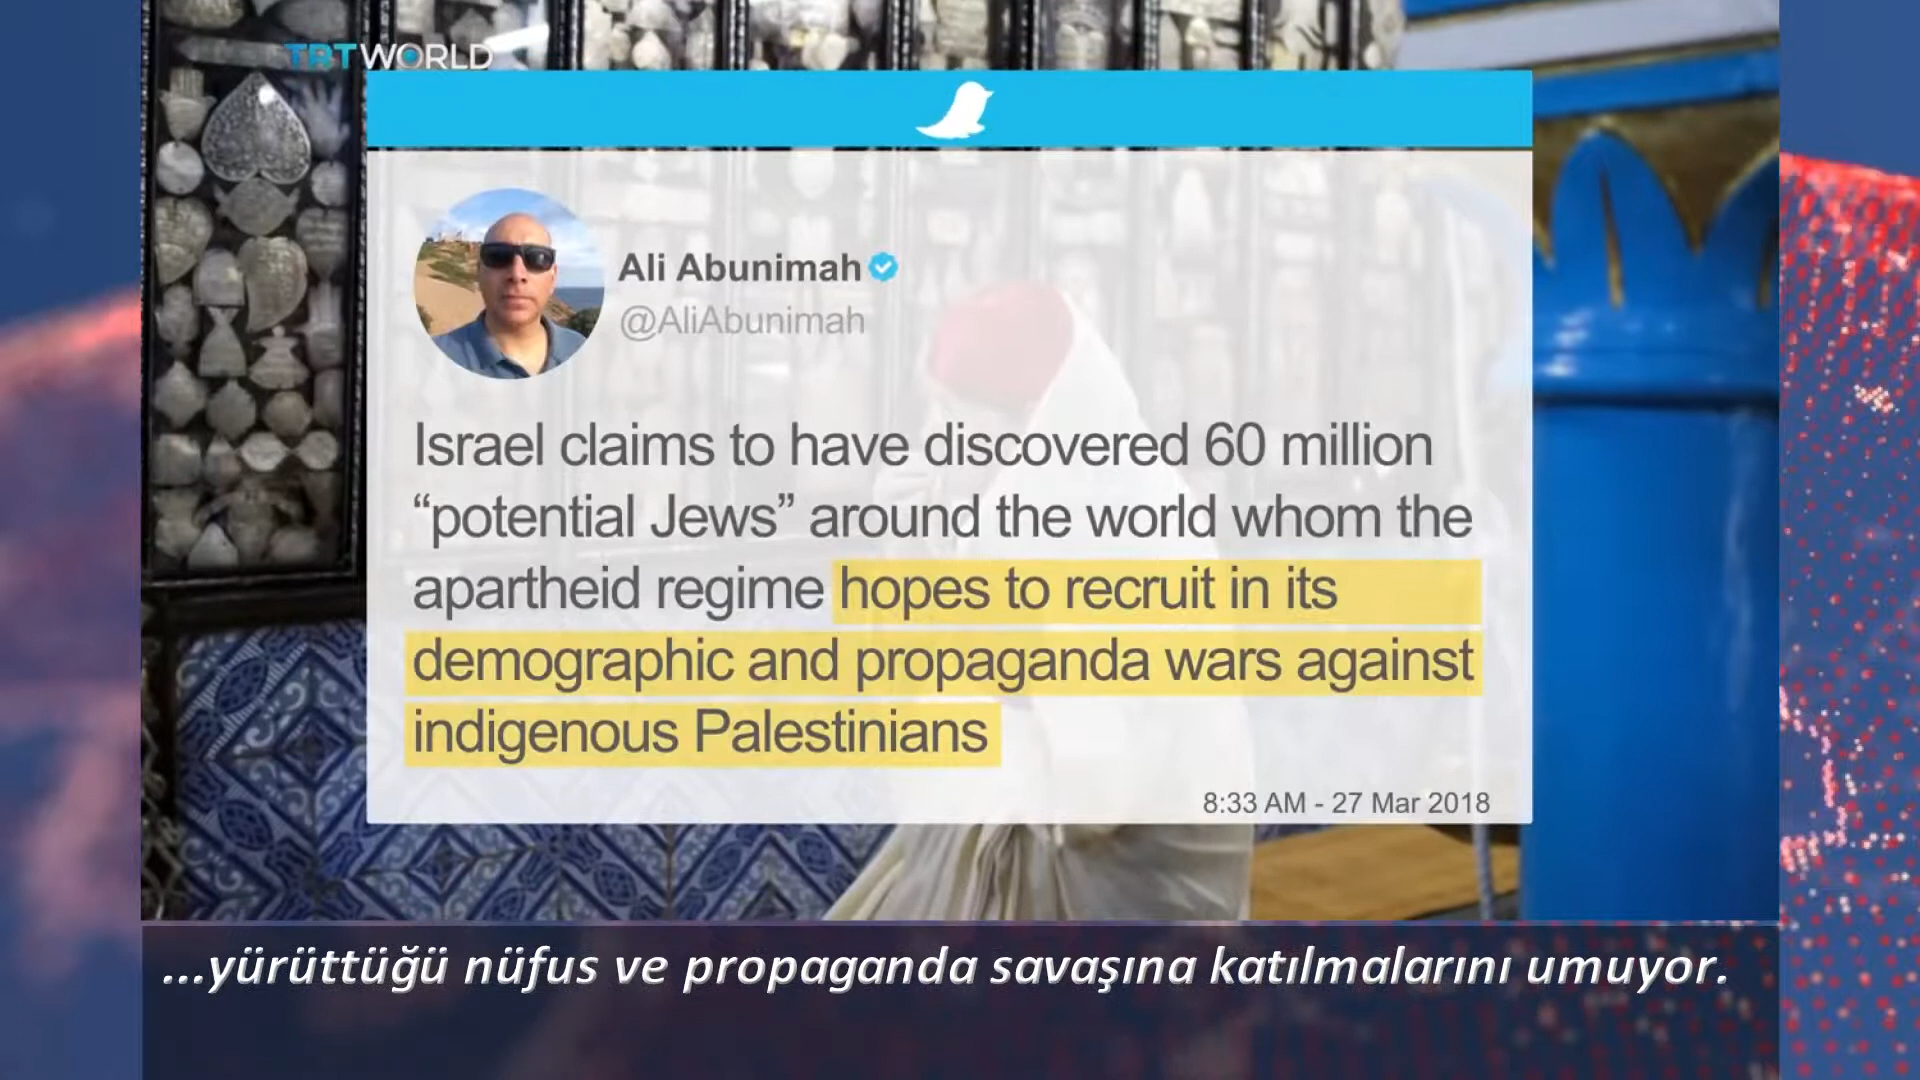 TRT WORLD
Ali Abunimah
@AliAbunimah
Israel claims to have discovered 60 million
“potential Jews” around the world whom the
apartheid regime hopes to recruit in its
demographic and propaganda wars against
indigenous Palestinians
8:33 AM - 27 Mar 2018
...yürüttüğü nüfus ve propaganda savaşına katılmalarını umuyor.